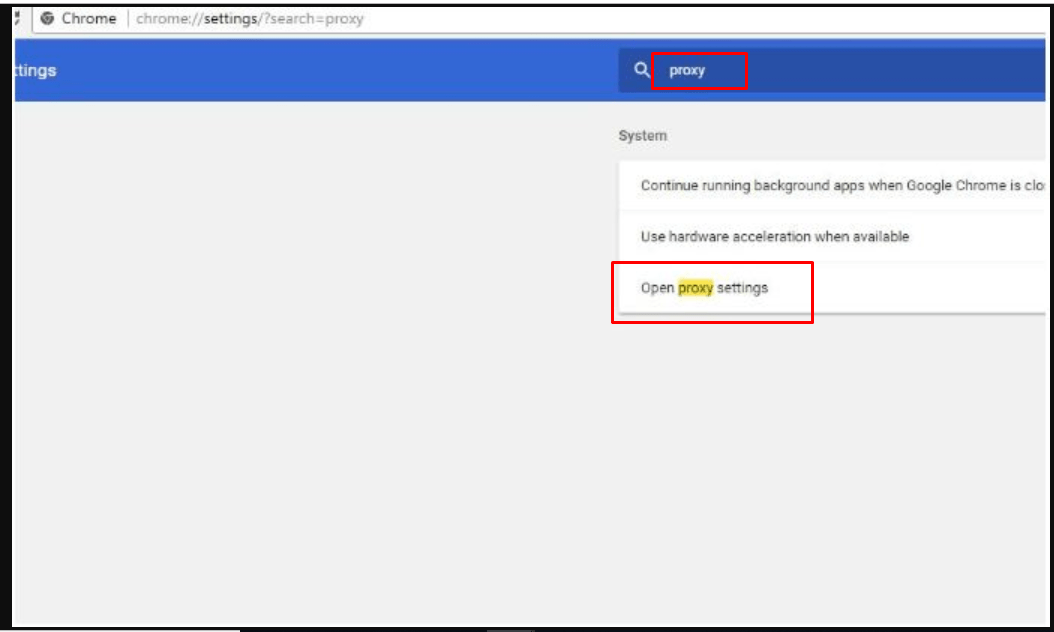 Chrome chrome://settings/?search=proxy
ttings
proxy
System
Continue running background apps when Google Chrome is clo
Use hardware acceleration when available
Open proxy settings